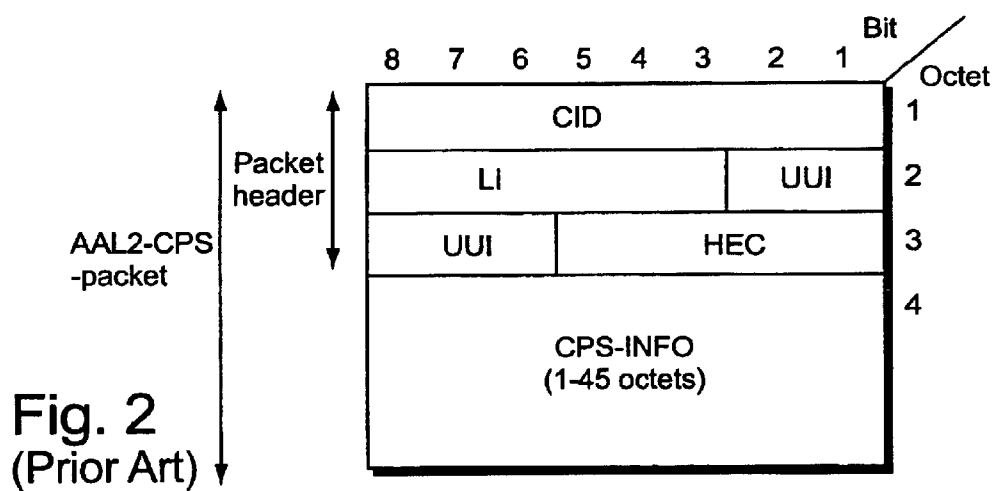 Bit
8 7 6 5 4 3 2 1
Octet
CID
1
Packet
header
LI
UUI
2
AAL2-CPS
-packet
UUI
HEC
3
4
CPS-INFO
(1-45 octets)
Fig. 2
(Prior Art)